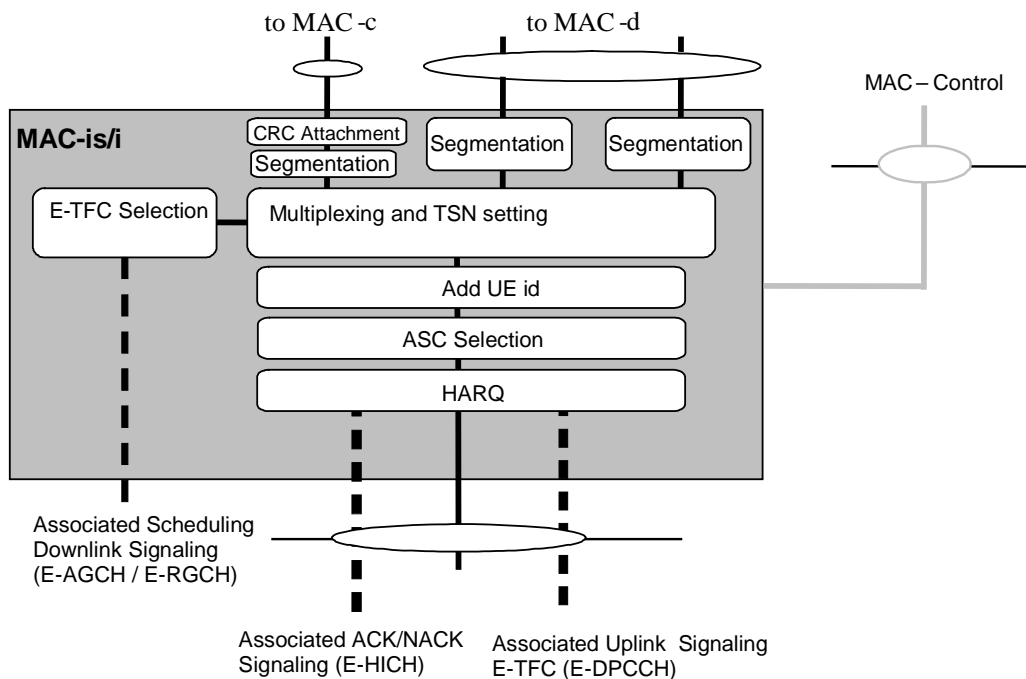 to MAC -c
to MAC -d
MAC – Control
MAC-is/i
CRC Attachment
Segmentation
Segmentation
Segmentation
E-TFC Selection
Multiplexing and TSN setting
Add UE id
ASC Selection
HARQ
Associated Scheduling
Downlink Signaling
(E-AGCH / E-RGCH)
Associated ACK/NACK
Signaling (E-HICH)
Associated Uplink Signaling
E-TFC (E-DPCCH)